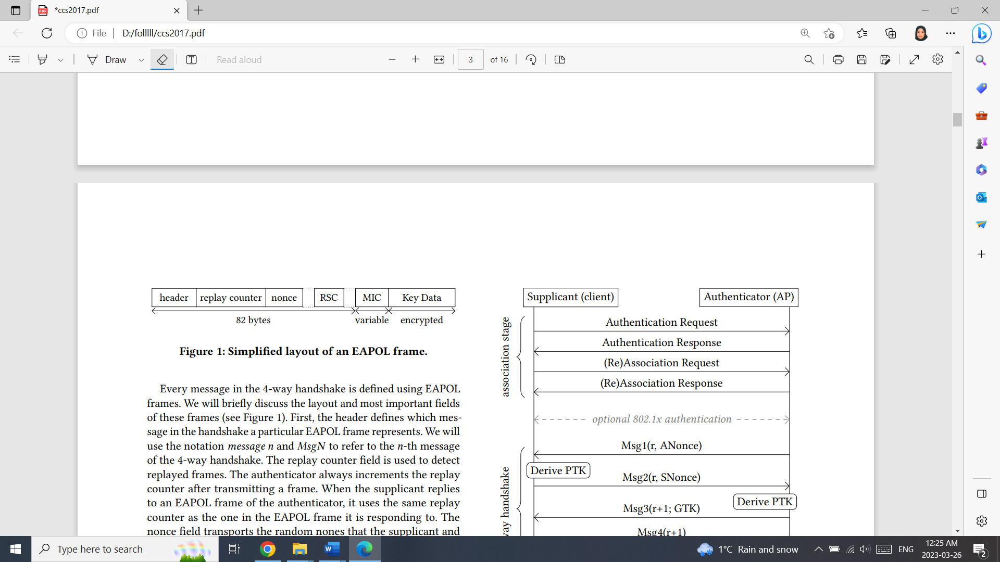 *ccs2017.pdf
File
D:/folllll/ccs2017.pdf
Draw
Read aloud
3 of 16
header replay counter nonce RSC MIC Key Data
82 bytes variable encrypted
Figure 1: Simplified layout of an EAPOL frame.
Every message in the 4-way handshake is defined using EAPOL
frames. We will briefly discuss the layout and most important fields
of these frames (see Figure 1). First, the header defines which mes-
sage in the handshake a particular EAPOL frame represents. We will
use the notation message n and MsgN to refer to the n-th message
of the 4-way handshake. The replay counter field is used to detect
replayed frames. The authenticator always increments the replay
counter after transmitting a frame. When the supplicant replies
to an EAPOL frame of the authenticator, it uses the same replay
counter as the one in the EAPOL frame it is responding to. The
nonce field transports the random nones that the supplicant and
Supplicant (client)
Authenticator (AP)
association stage
Authentication Request
Authentication Response
(Re)Association Request
(Re)Association Response
optional 802.1x authentication
Msg1(r, ANonce)
Derive PTK
Msg2(r, SNonce)
Derive PTK
handshake
Msg3(r+1; GTK)
Msg4(r+1)
Type here to search
1°C Rain and snow
ENG
12:25 AM
2023-03-26
2